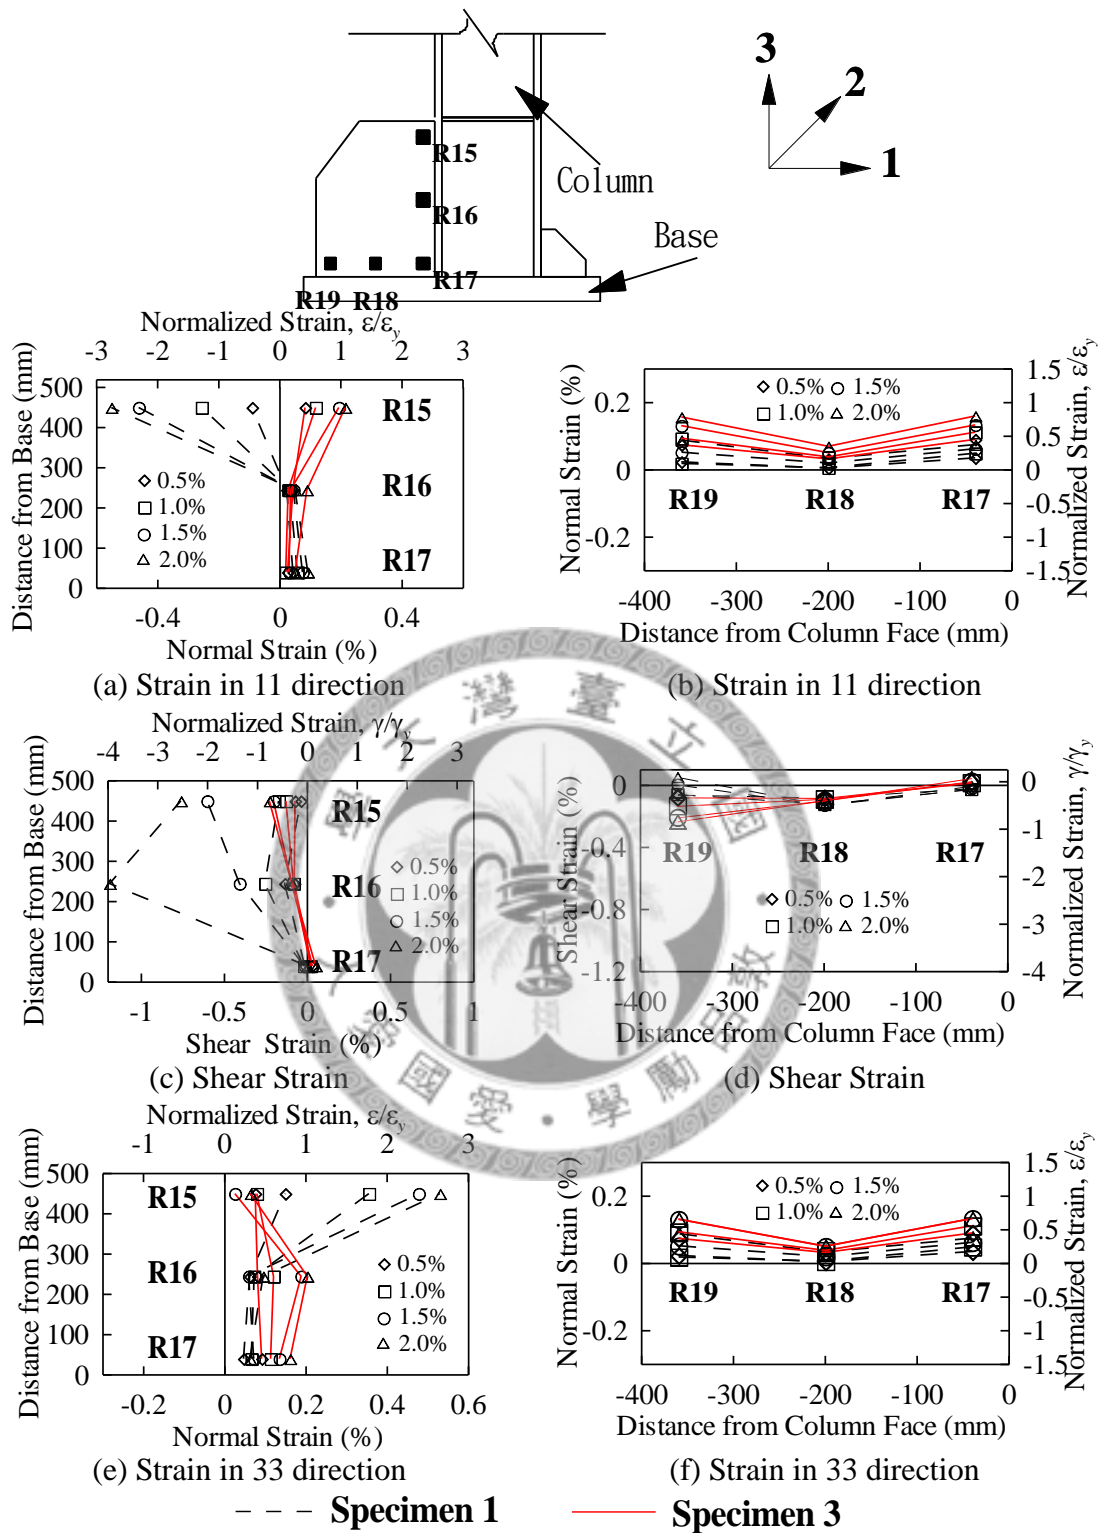 3
2
1
R15
Column
R16
Base
R17
R19 R18
Normalized Strain, ε/εy
-3 -2 -1 0 1 2 3
Distance from Base (mm)
500
400
300
200
100
0
R15
R16
R17
0.5%
1.0%
1.5%
2.0%
-0.4 0 0.4
Normal Strain (%)
(a) Strain in 11 direction
Normal Strain (%)
0.2
0
-0.2
0.5% 1.5%
1.0% 2.0%
R19 R18 R17
1.5
1
0.5
0
-0.5
-1
-1.5
Normalized Strain, ε/εy
-400 -300 -200 -100 0
Distance from Column Face (mm)
(b) Strain in 11 direction
Normalized Strain, γ/γy
-4 -3 -2 -1 0 1 2 3
Distance from Base (mm)
500
400
300
200
100
0
R15
R16
R17
0.5%
1.0%
1.5%
2.0%
-1 -0.5 0 0.5 1
Shear Strain (%)
(c) Shear Strain
Shear Strain (%)
0
-0.4
-0.8
-1.2
R19 R18 R17
0.5% 1.5%
1.0% 2.0%
0
-1
-2
-3
-4
Normalized Strain, γ/γy
-400 -300 -200 -100 0
Distance from Column Face (mm)
(d) Shear Strain
灣臺立
國愛
學勵品敦
Normalized Strain, ε/εy
-1 0 1 2 3
Distance from Base (mm)
500
400
300
200
100
0
R15
R16
R17
0.5%
1.0%
1.5%
2.0%
-0.2 0 0.2 0.4 0.6
Normal Strain (%)
(e) Strain in 33 direction
Normal Strain (%)
0.2
0
-0.2
0.5% 1.5%
1.0% 2.0%
R19 R18 R17
1.5
1
0.5
0
-0.5
-1
-1.5
Normalized Strain, ε/εy
-400 -300 -200 -100 0
Distance from Column Face (mm)
(f) Strain in 33 direction
Specimen 1 Specimen 3